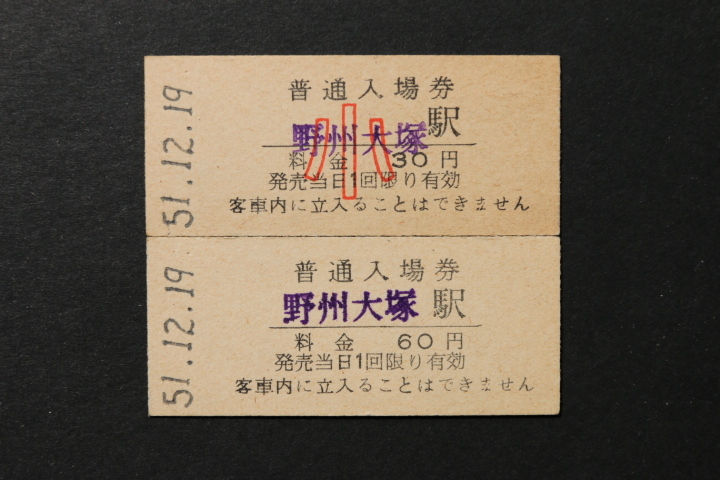 51.12.19
普通入場券
野州大塚駅
小
料金 30円
発売当日1回限り有効
客車内に立入ることはできません
51.12.19
普通入場券
野州大塚駅
料金 60円
発売当日1回限り有効
客車内に立入ることはできません